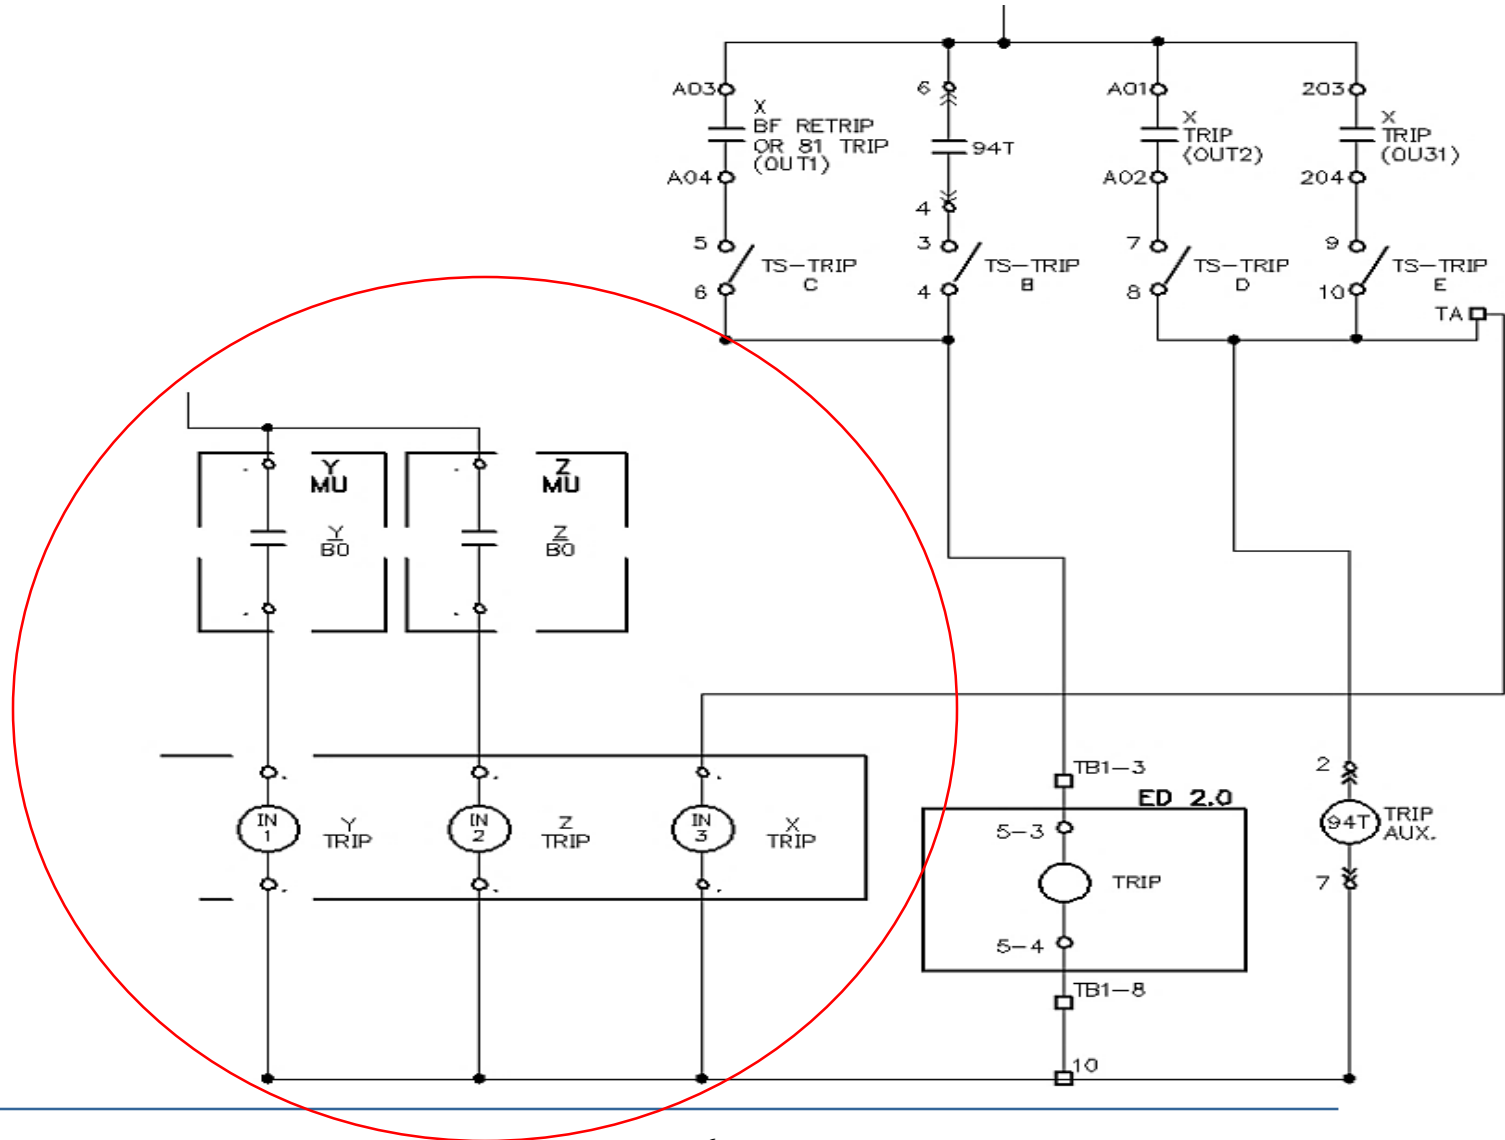 A03
X
BF RETRIP
OR 81 TRIP
(OUT1)
A04
5
TS-TRIP
C
6
6
94T
4
3
TS-TRIP
B
4
A01
X
TRIP
(OUT2)
A02
7
TS-TRIP
D
8
203
X
TRIP
(OU31)
204
9
TS-TRIP
E
10
TA
Y
MU
Y
BO
Z
MU
Z
BO
IN
1
Y
TRIP
IN
2
Z
TRIP
IN
3
X
TRIP
TB1-3
ED 2.0
5-3
TRIP
5-4
TB1-8
10
2
94T
TRIP
AUX.
7